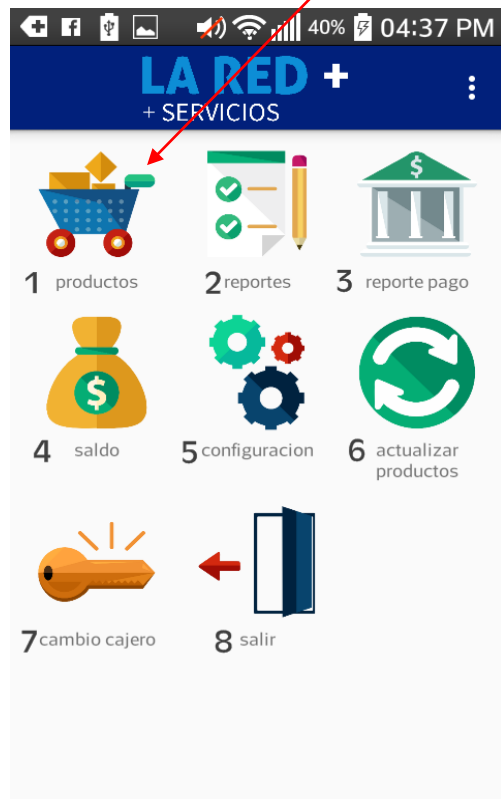 40% 04:37 PM
LA RED +
+ SERVICIOS
1 productos
2 reportes
3 reporte pago
4 saldo
5 configuracion
6 actualizar
productos
7 cambio cajero
8 salir